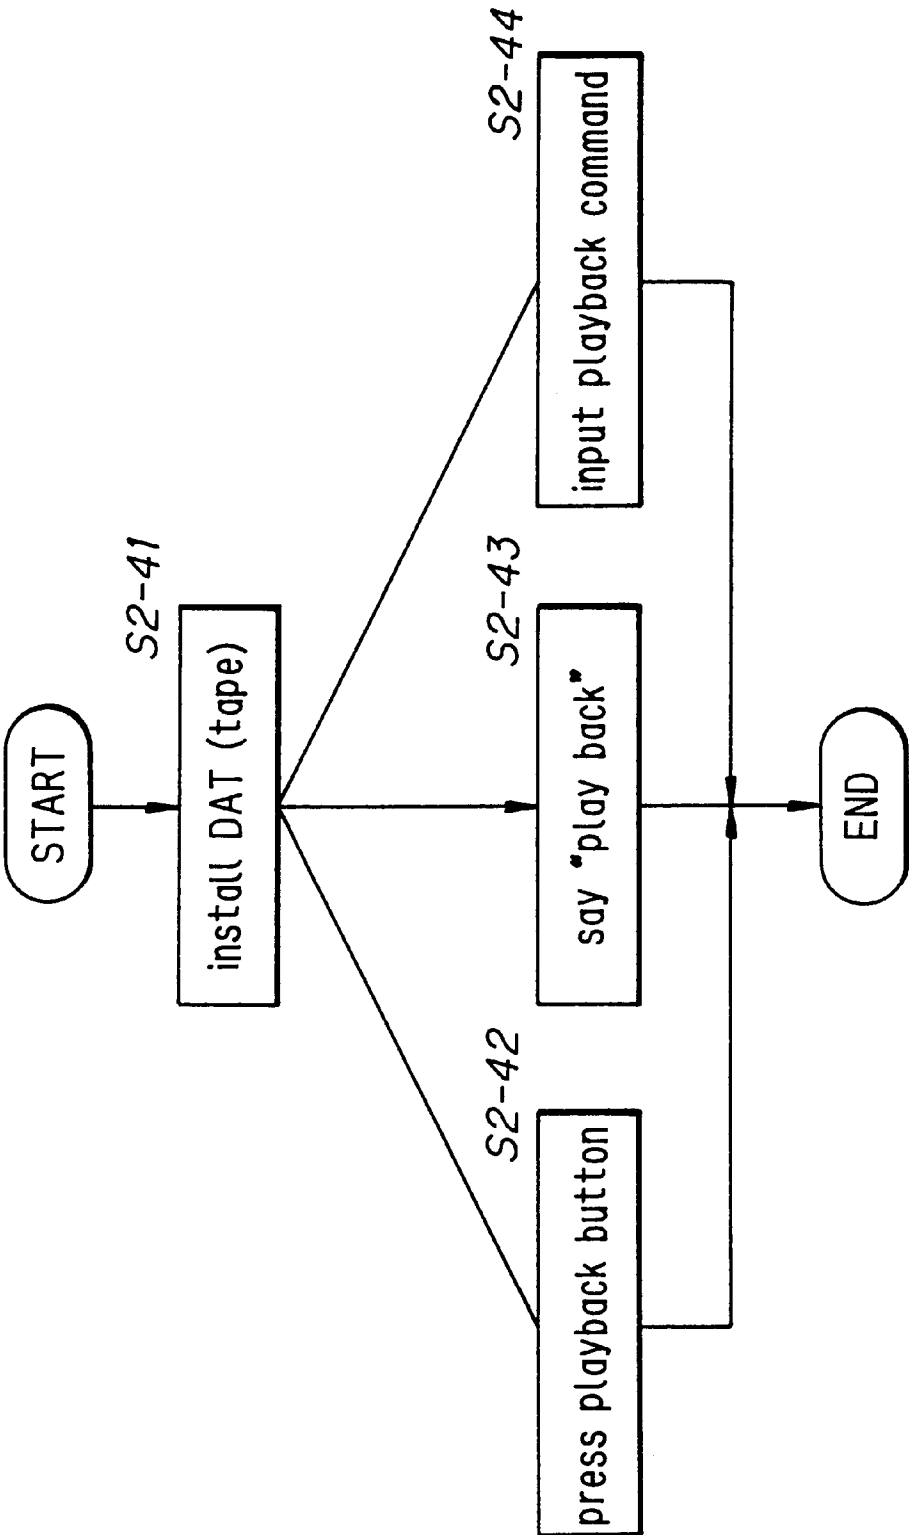 START
S2-41
install DAT (tape)
S2-42
press playback button
S2-43
say "play back"
S2-44
input playback command
END